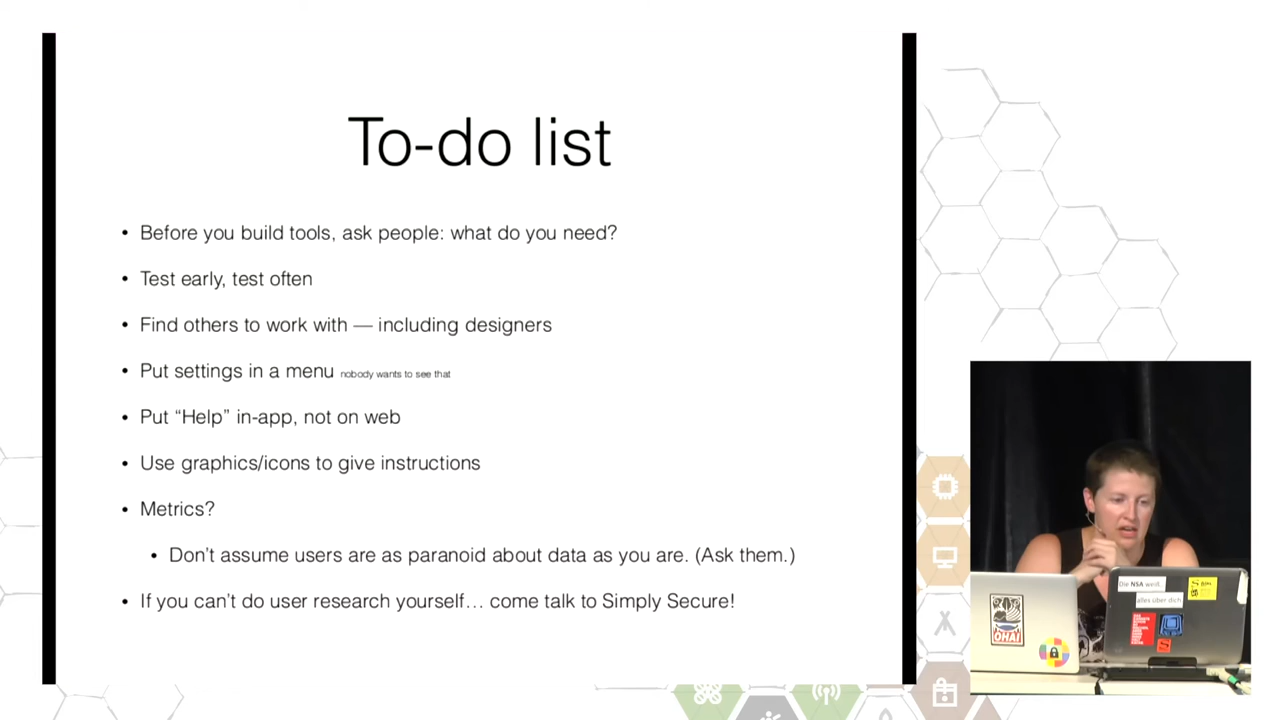 To-do list
• Before you build tools, ask people: what do you need?
• Test early, test often
• Find others to work with — including designers
• Put settings in a menu nobody wants to see that
• Put “Help” in-app, not on web
• Use graphics/icons to give instructions
• Metrics?
• Don’t assume users are as paranoid about data as you are. (Ask them.)
• If you can’t do user research yourself… come talk to Simply Secure!
Die NSA weiß...
alles über dich
OHAI